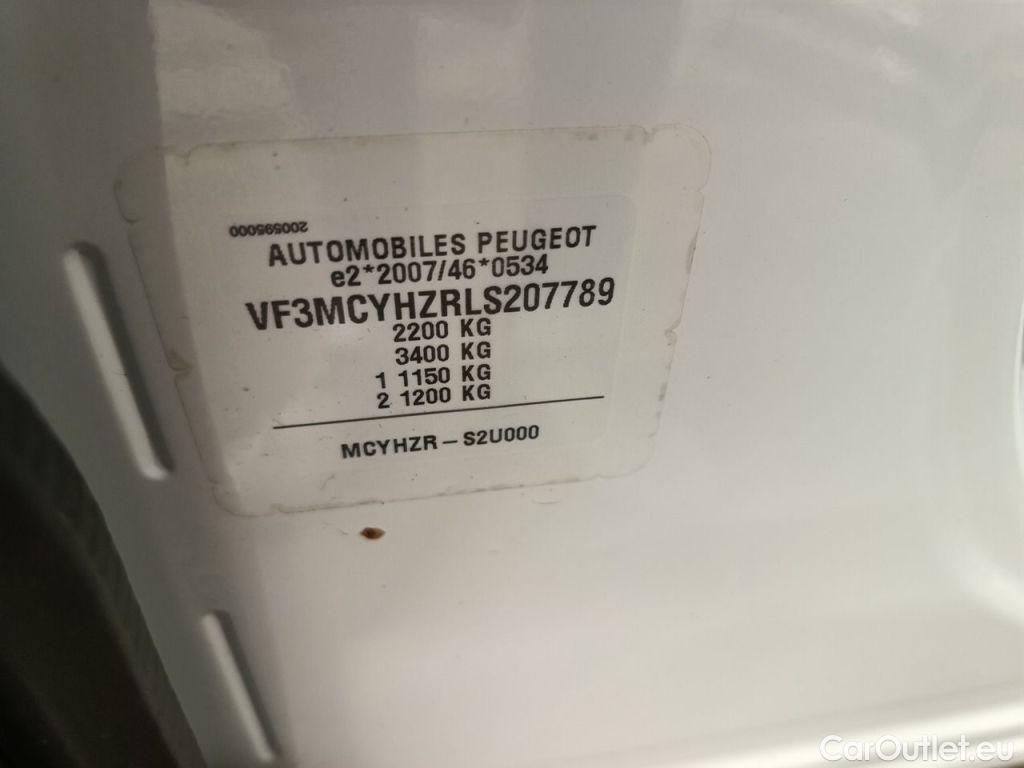 200595000
AUTOMOBILES PEUGEOT
e2*2007/46*0534
VF3MCYHZRLS207789
2200 KG
3400 KG
1 1150 KG
2 1200 KG
MCYHZR – S2U000
CarOutlet.eu